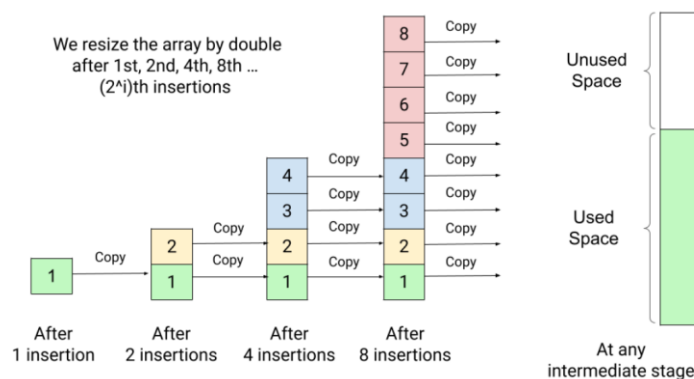 We resize the array by double
after 1st, 2nd, 4th, 8th ...
(2^i)th insertions
1
Copy
After
1 insertion
2
1
Copy
Copy
After
2 insertions
4
3
2
1
Copy
Copy
Copy
Copy
After
4 insertions
8
7
6
5
4
3
2
1
Copy
Copy
Copy
Copy
Copy
Copy
Copy
Copy
After
8 insertions
Unused
Space
Used
Space
At any
intermediate stage